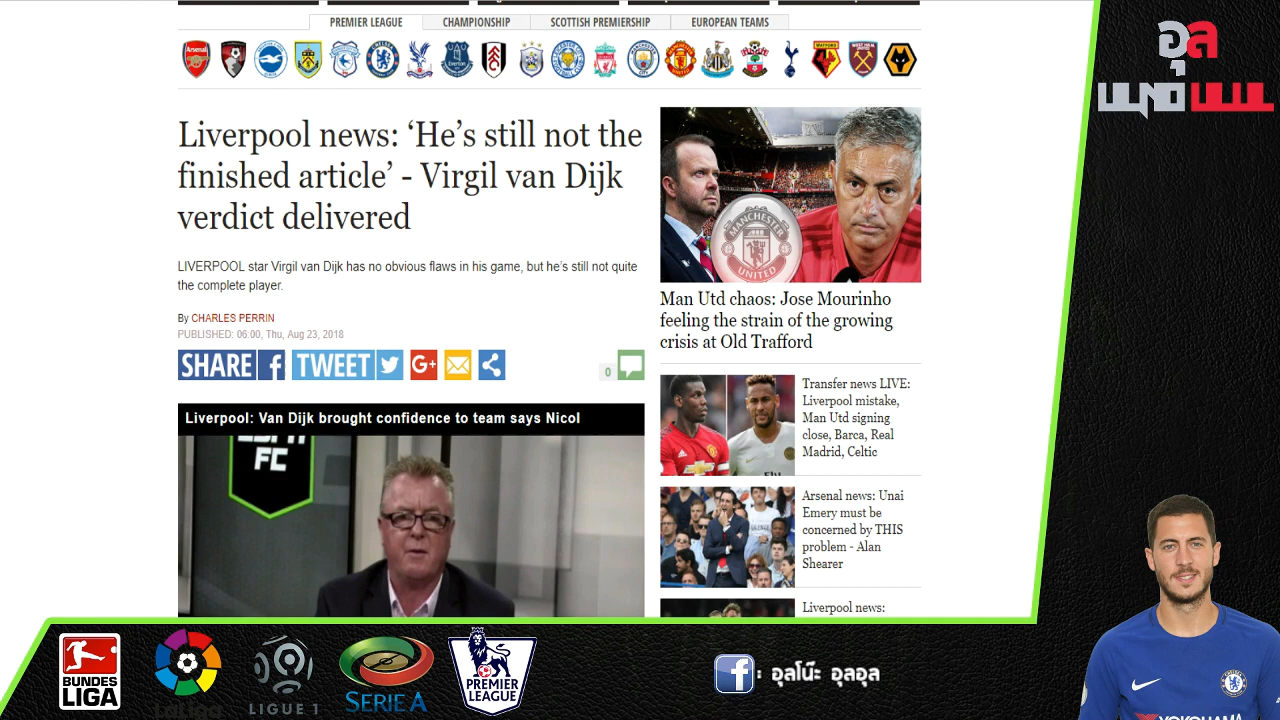 PREMIER LEAGUE
CHAMPIONSHIP
SCOTTISH PREMIERSHIP
EUROPEAN TEAMS
Liverpool news: ‘He’s still not the
finished article’ - Virgil van Dijk
verdict delivered
LIVERPOOL star Virgil van Dijk has no obvious flaws in his game, but he's still not quite
the complete player.
By CHARLES PERRIN
PUBLISHED: 06:00, Thu, Aug 23, 2018
SHARE
TWEET
G+
0
Liverpool: Van Dijk brought confidence to team says Nicol
ESPN
FC
MANCHESTER
UNITED
Man Utd chaos: Jose Mourinho
feeling the strain of the growing
crisis at Old Trafford
Transfer news LIVE:
Liverpool mistake,
Man Utd signing
close, Barca, Real
Madrid, Celtic
Arsenal news: Unai
Emery must be
concerned by THIS
problem - Alan
Shearer
Liverpool news:
BUNDES
LIGA
LaLiga
LIGUE 1
SERIE A
PREMIER
LEAGUE
: อุลโน๊ะ อุลอุล
YOKOHAMA